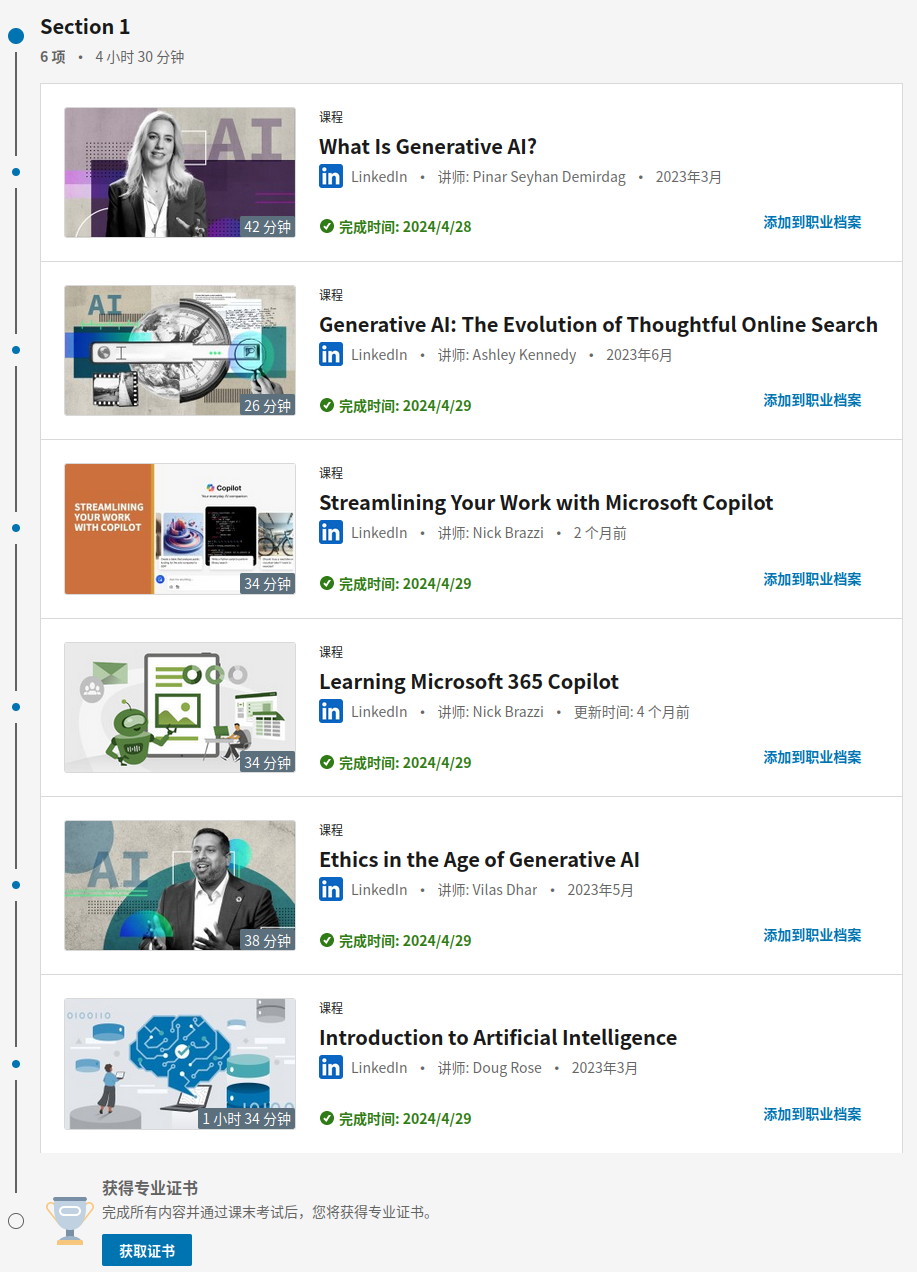 Section 1
6 项 • 4 小时 30 分钟
AI
42 分钟
课程
What Is Generative AI?
in LinkedIn • 讲师: Pinar Seyhan Demirdag • 2023年3月
完成时间: 2024/4/28
添加到职业档案
AI
26 分钟
课程
Generative AI: The Evolution of Thoughtful Online Search
in LinkedIn • 讲师: Ashley Kennedy • 2023年6月
完成时间: 2024/4/29
添加到职业档案
STREAMLINING
YOUR WORK
WITH COPILOT
Copilot
Your everyday AI companion
34 分钟
课程
Streamlining Your Work with Microsoft Copilot
in LinkedIn • 讲师: Nick Brazzi • 2 个月前
完成时间: 2024/4/29
添加到职业档案
34 分钟
课程
Learning Microsoft 365 Copilot
in LinkedIn • 讲师: Nick Brazzi • 更新时间: 4 个月前
完成时间: 2024/4/29
添加到职业档案
AI
38 分钟
课程
Ethics in the Age of Generative AI
in LinkedIn • 讲师: Vilas Dhar • 2023年5月
完成时间: 2024/4/29
添加到职业档案
0100110
1 小时 34 分钟
课程
Introduction to Artificial Intelligence
in LinkedIn • 讲师: Doug Rose • 2023年3月
完成时间: 2024/4/29
添加到职业档案
获得专业证书
完成所有内容并通过课末考试后，您将获得专业证书。
获取证书